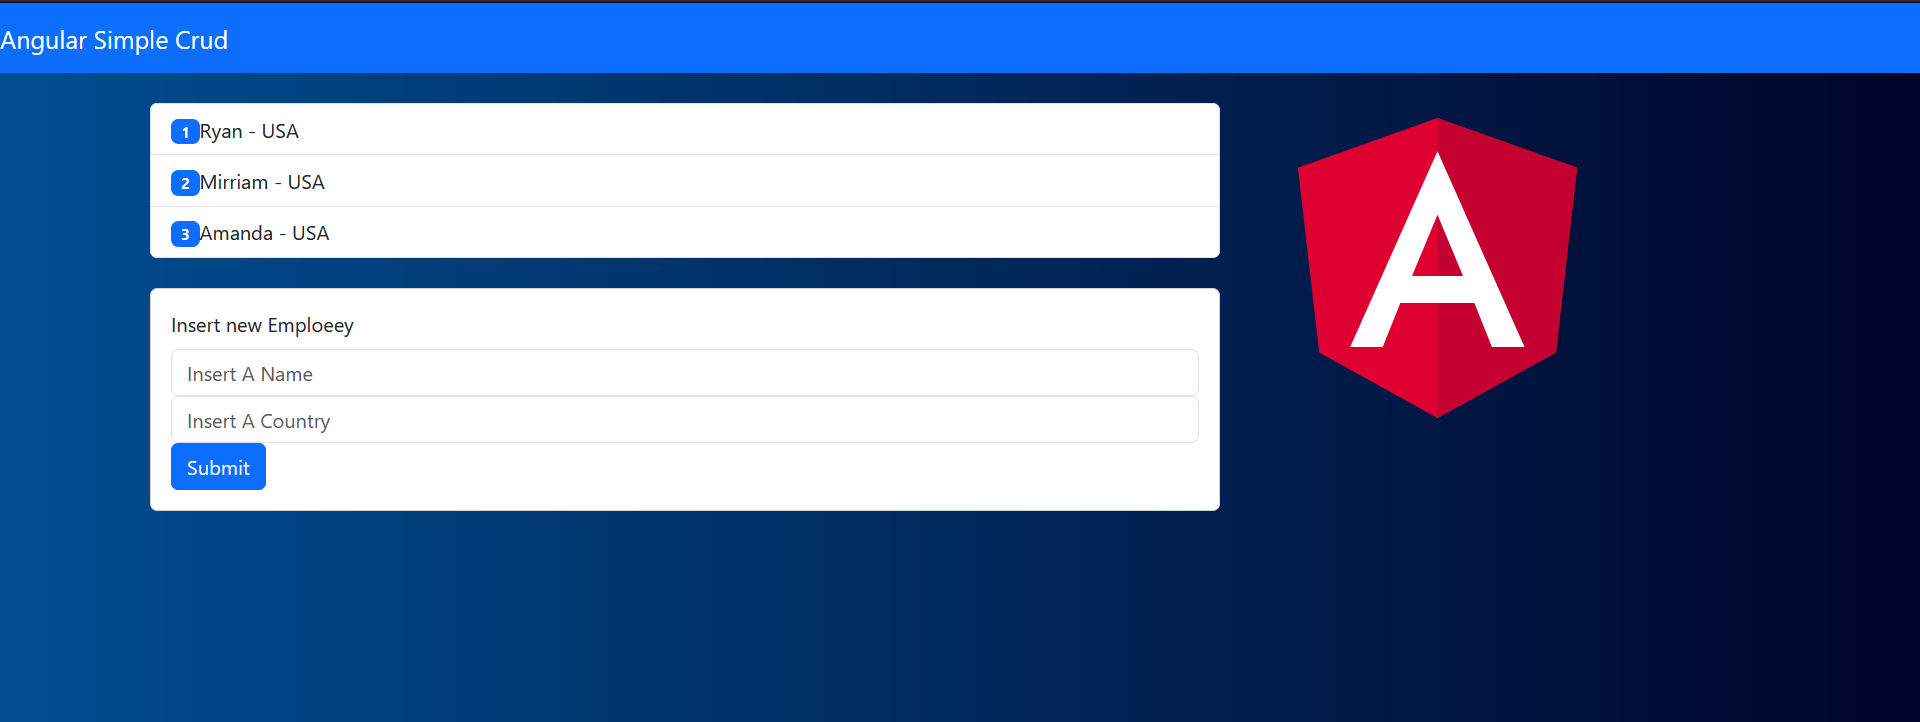 Angular Simple Crud
1 Ryan - USA
2 Mirriam - USA
3 Amanda - USA
Insert new Emploeey
Insert A Name
Insert A Country
Submit
A